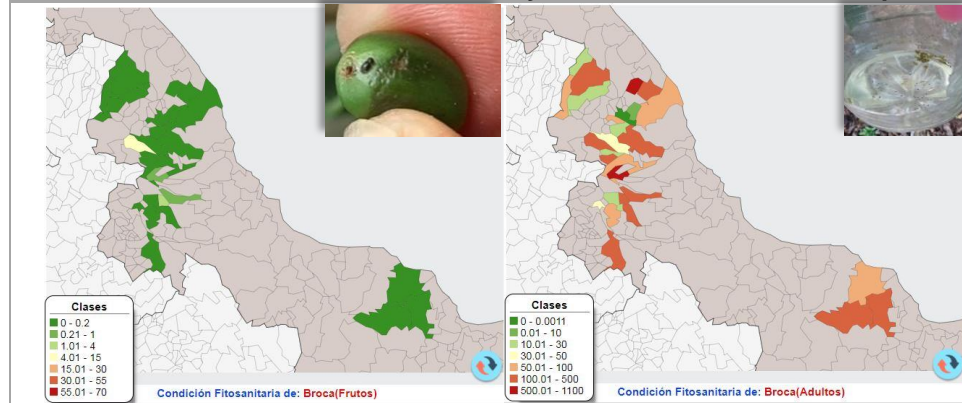 Clases
0 - 0.2
0.21 - 1
1.01 - 4
4.01 - 15
15.01 - 30
30.01 - 55
55.01 - 70
Condición Fitosanitaria de: Broca(Frutos)
Clases
0 - 0.0011
0.01 - 10
10.01 - 30
30.01 - 50
50.01 - 100
100.01 - 500
500.01 - 1100
Condición Fitosanitaria de: Broca(Adultos)